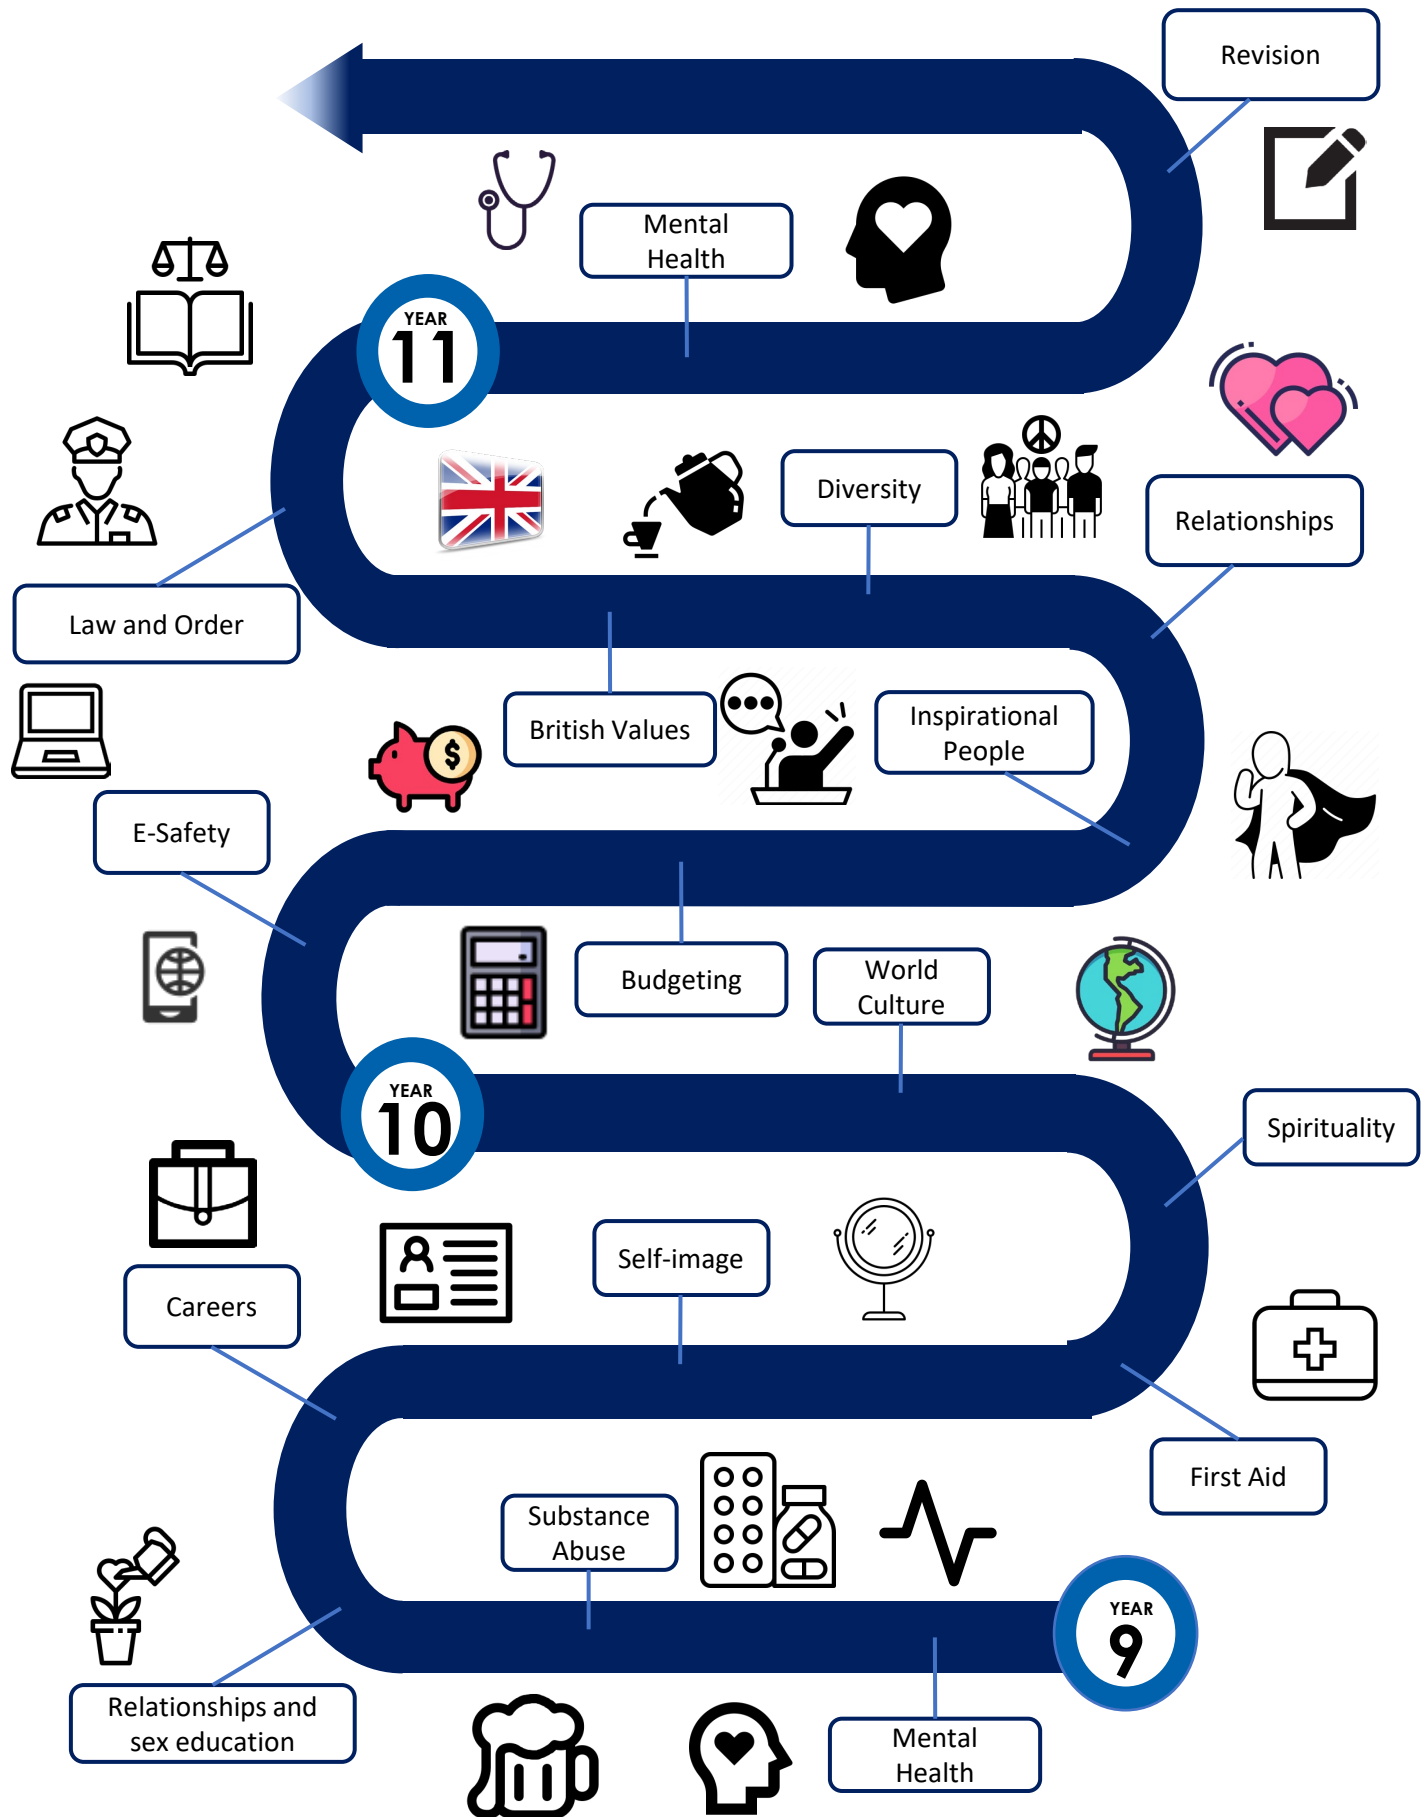 Revision
Mental
Health
YEAR
11
Diversity
Relationships
Law and Order
British Values
Inspirational
People
$
E-Safety
Budgeting
World
Culture
YEAR
10
Spirituality
Self-image
Careers
First Aid
Substance
Abuse
YEAR
9
Relationships and
sex education
Mental
Health